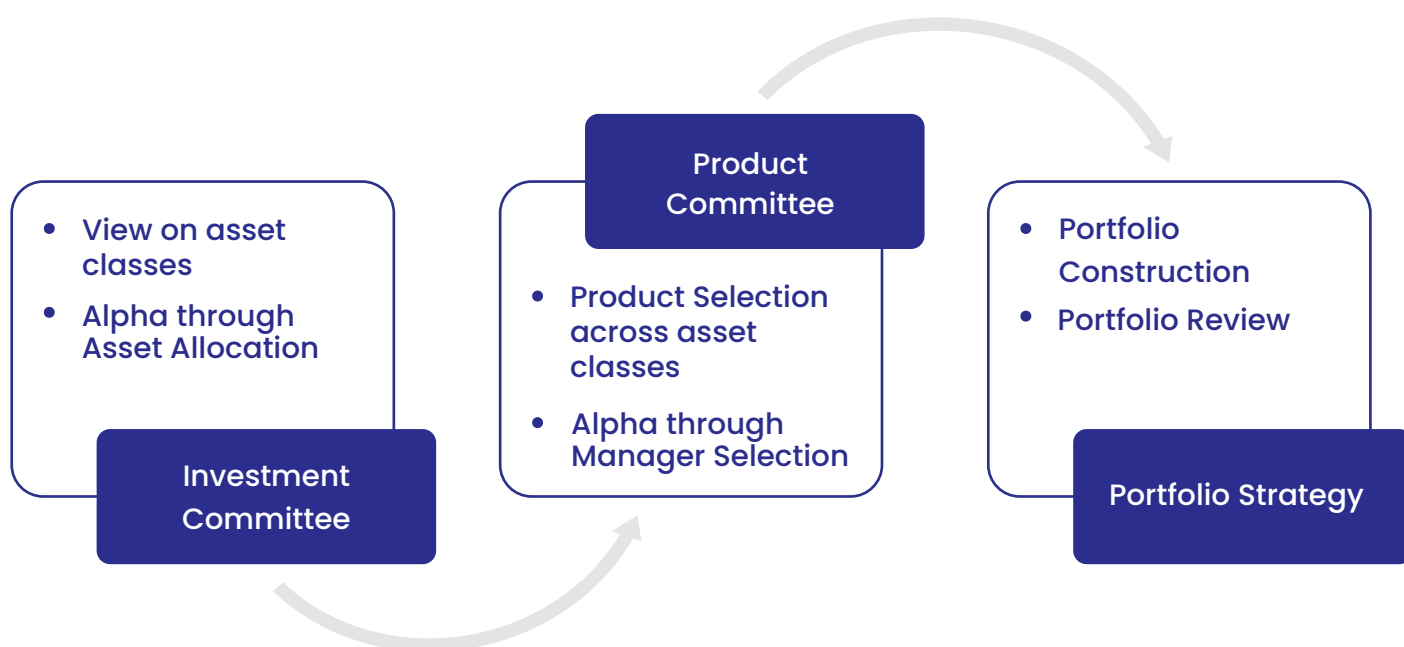 View on asset
classes
Alpha through
Asset Allocation
Investment
Committee
Product
Committee
Product Selection
across asset
classes
Alpha through
Manager Selection
Portfolio
Construction
Portfolio Review
Portfolio Strategy